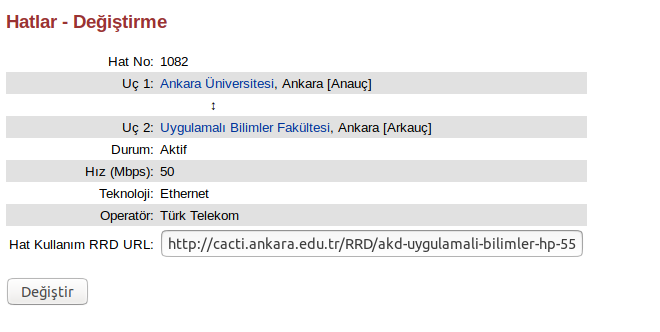 Hatlar - Değiştirme
Hat No: 1082
Uç 1: Ankara Üniversitesi, Ankara [Anauç]
↕
Uç 2: Uygulamalı Bilimler Fakültesi, Ankara [Arkauç]
Durum: Aktif
Hız (Mbps): 50
Teknoloji: Ethernet
Operatör: Türk Telekom
Hat Kullanım RRD URL: http://cacti.ankara.edu.tr/RRD/akd-uygulamali-bilimler-hp-55
Değiştir